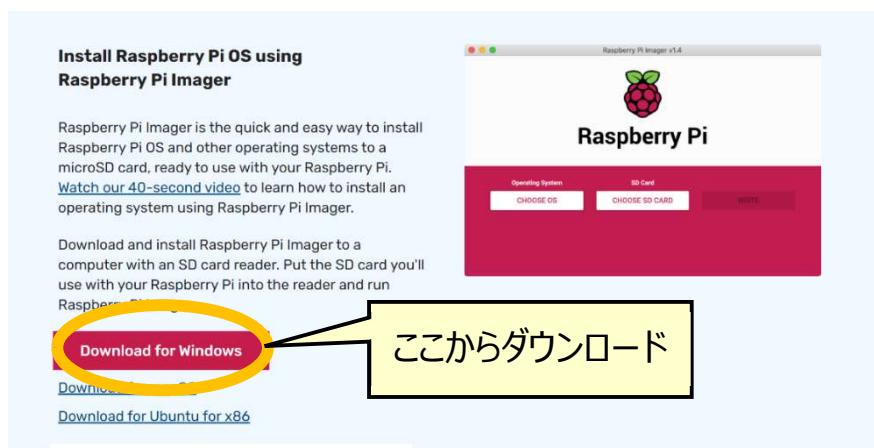 Install Raspberry Pi OS using
Raspberry Pi Imager
Raspberry Pi Imager is the quick and easy way to install
Raspberry Pi OS and other operating systems to a
microSD card, ready to use with your Raspberry Pi.
Watch our 40-second video to learn how to install an
operating system using Raspberry Pi Imager.
Download and install Raspberry Pi Imager to a
computer with an SD card reader. Put the SD card you'll
use with your Raspberry Pi into the reader and run
Download for Windows
Download for Ubuntu for x86
Raspberry Pi Imager v1.4
Raspberry Pi
Operating System
SD Card
CHOOSE OS
CHOOSE SD CARD
WRITE
ここからダウンロード